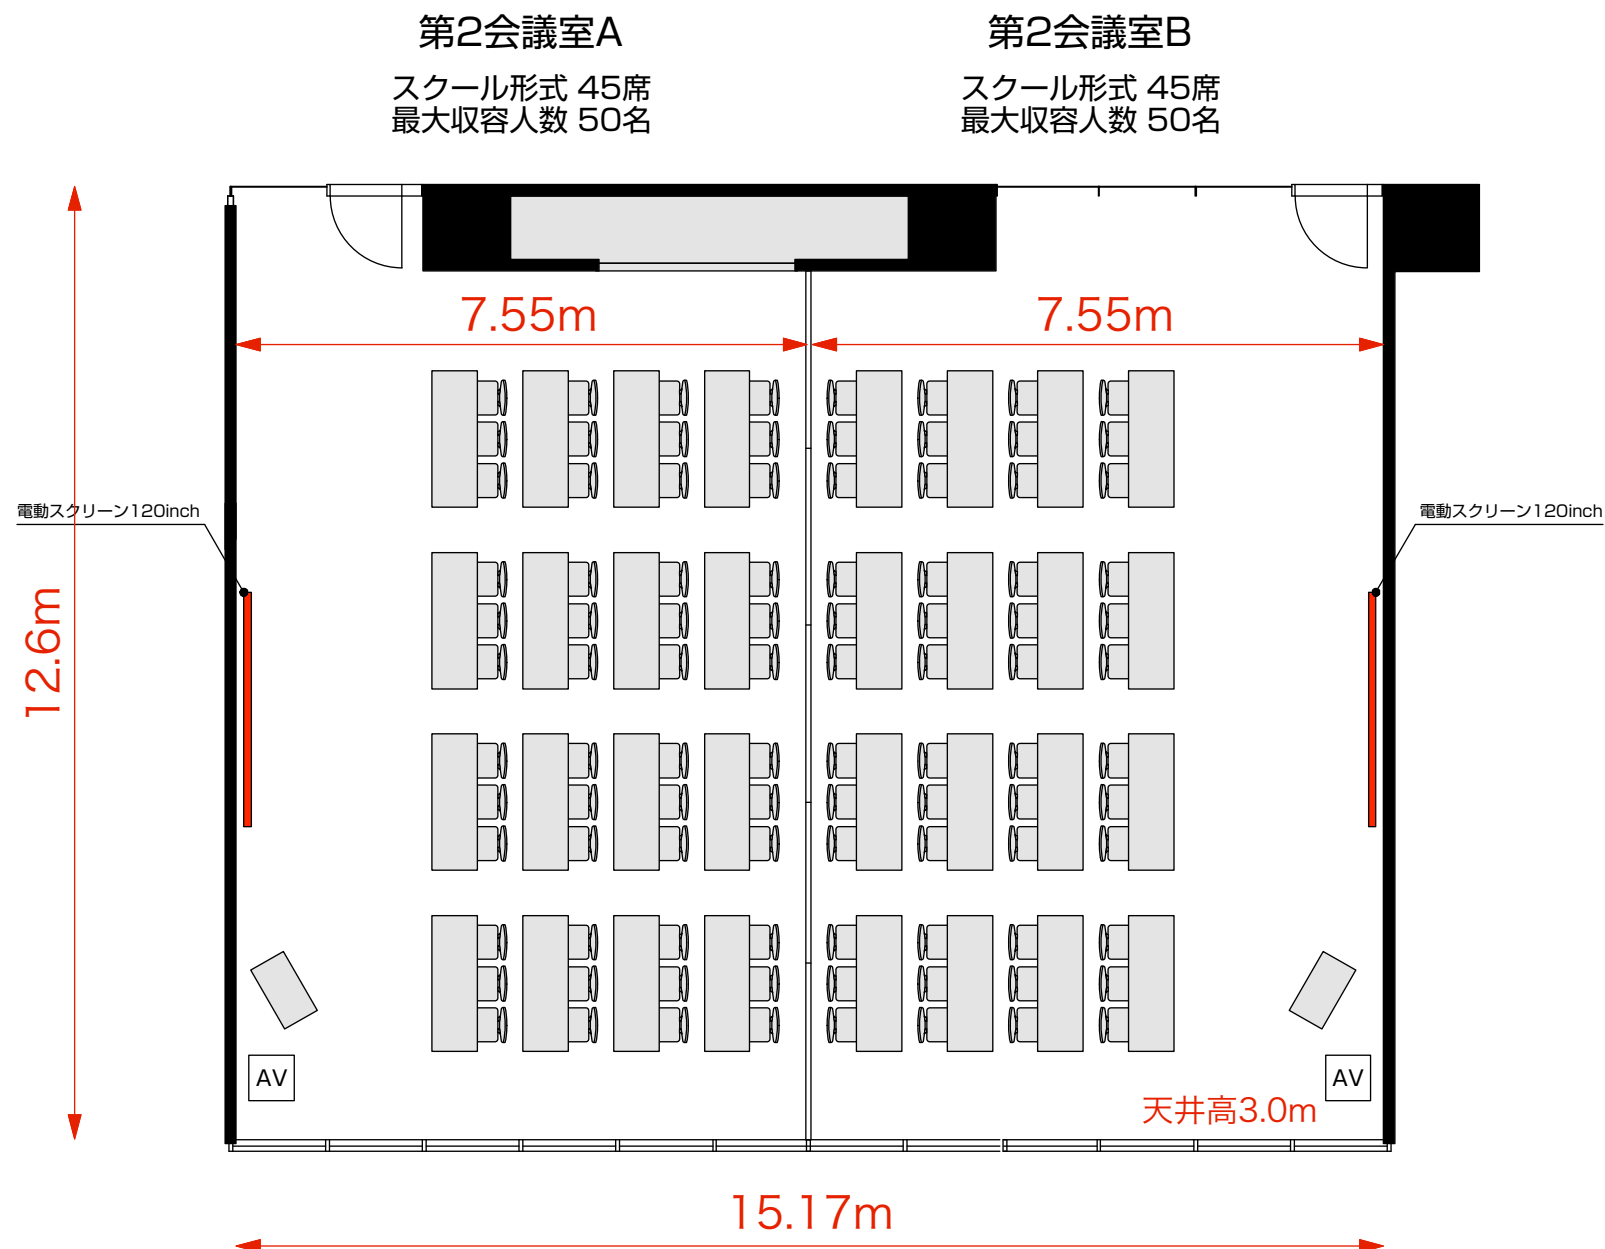 第2会議室A
スクール形式 45席
最大収容人数 50名
第2会議室B
スクール形式 45席
最大収容人数 50名
7.55m
7.55m
電動スクリーン120inch
電動スクリーン120inch
12.6m
AV
AV
天井高3.0m
15.17m